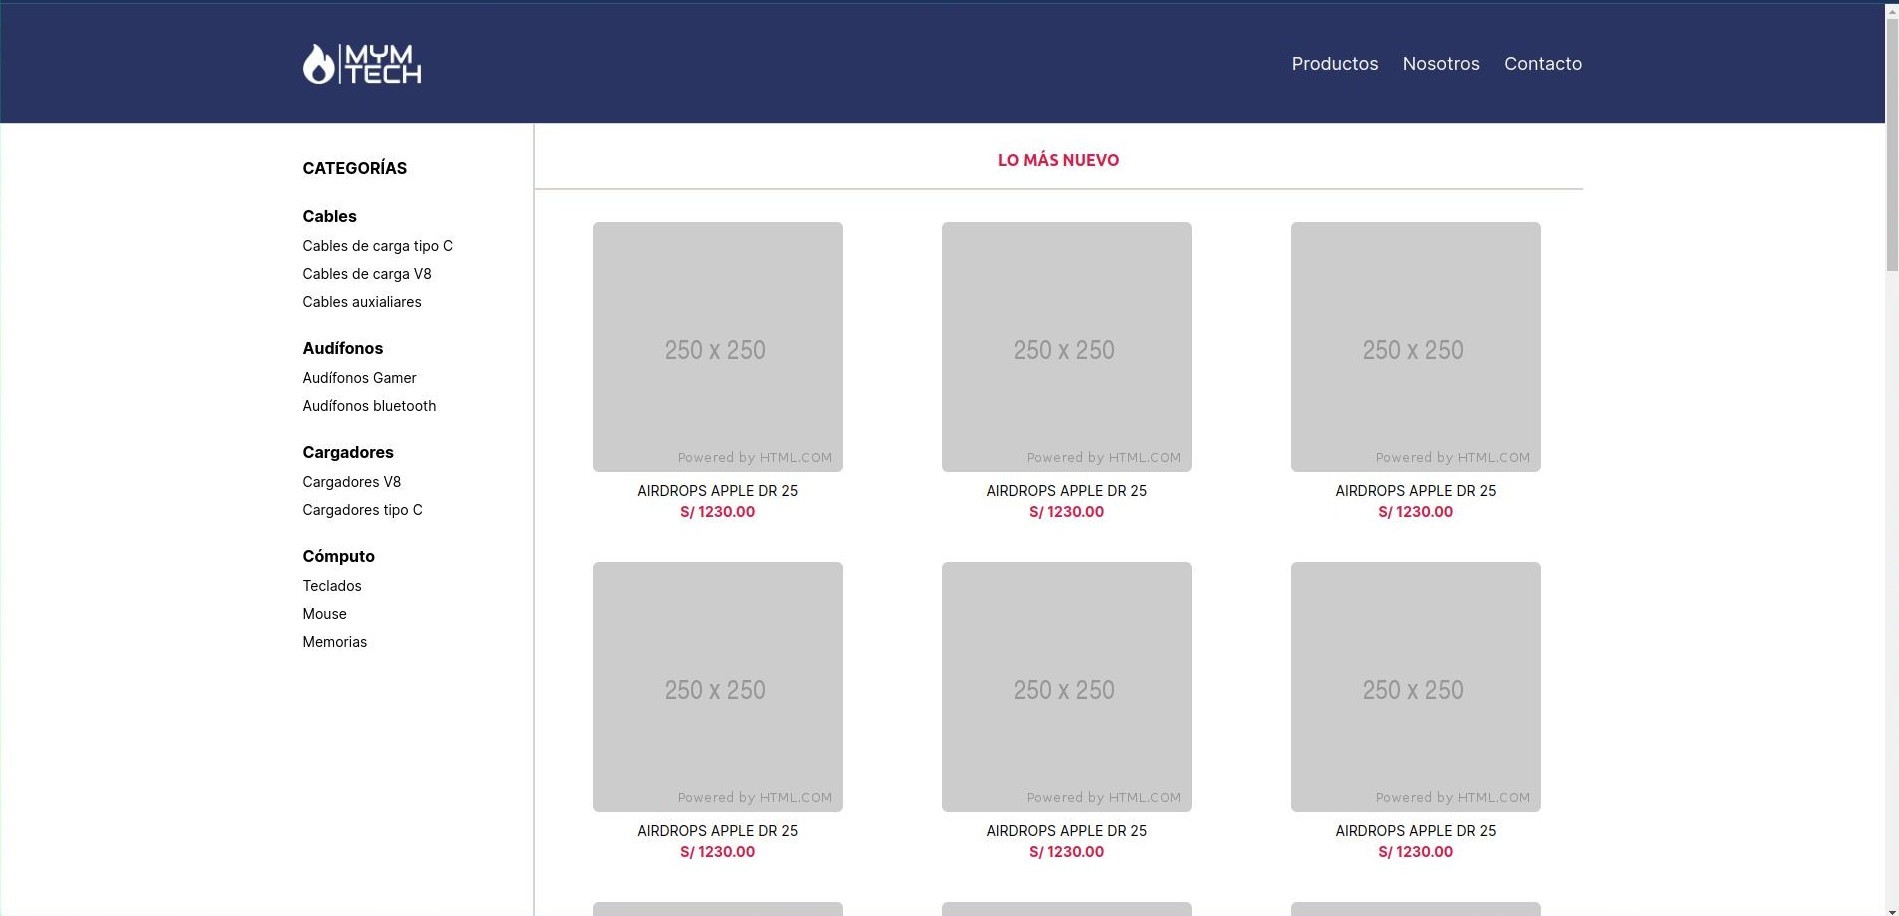 MYM
TECH
Productos Nosotros Contacto
CATEGORÍAS
Cables
Cables de carga tipo C
Cables de carga V8
Cables auxialiares
Audífonos
Audífonos Gamer
Audífonos bluetooth
Cargadores
Cargadores V8
Cargadores tipo C
Cómputo
Teclados
Mouse
Memorias
LO MÁS NUEVO
250 x 250 250 x 250 250 x 250
Powered by HTML.COM Powered by HTML.COM Powered by HTML.COM
AIRDROPS APPLE DR 25 AIRDROPS APPLE DR 25 AIRDROPS APPLE DR 25
S/ 1230.00 S/ 1230.00 S/ 1230.00
250 x 250 250 x 250 250 x 250
Powered by HTML.COM Powered by HTML.COM Powered by HTML.COM
AIRDROPS APPLE DR 25 AIRDROPS APPLE DR 25 AIRDROPS APPLE DR 25
S/ 1230.00 S/ 1230.00 S/ 1230.00